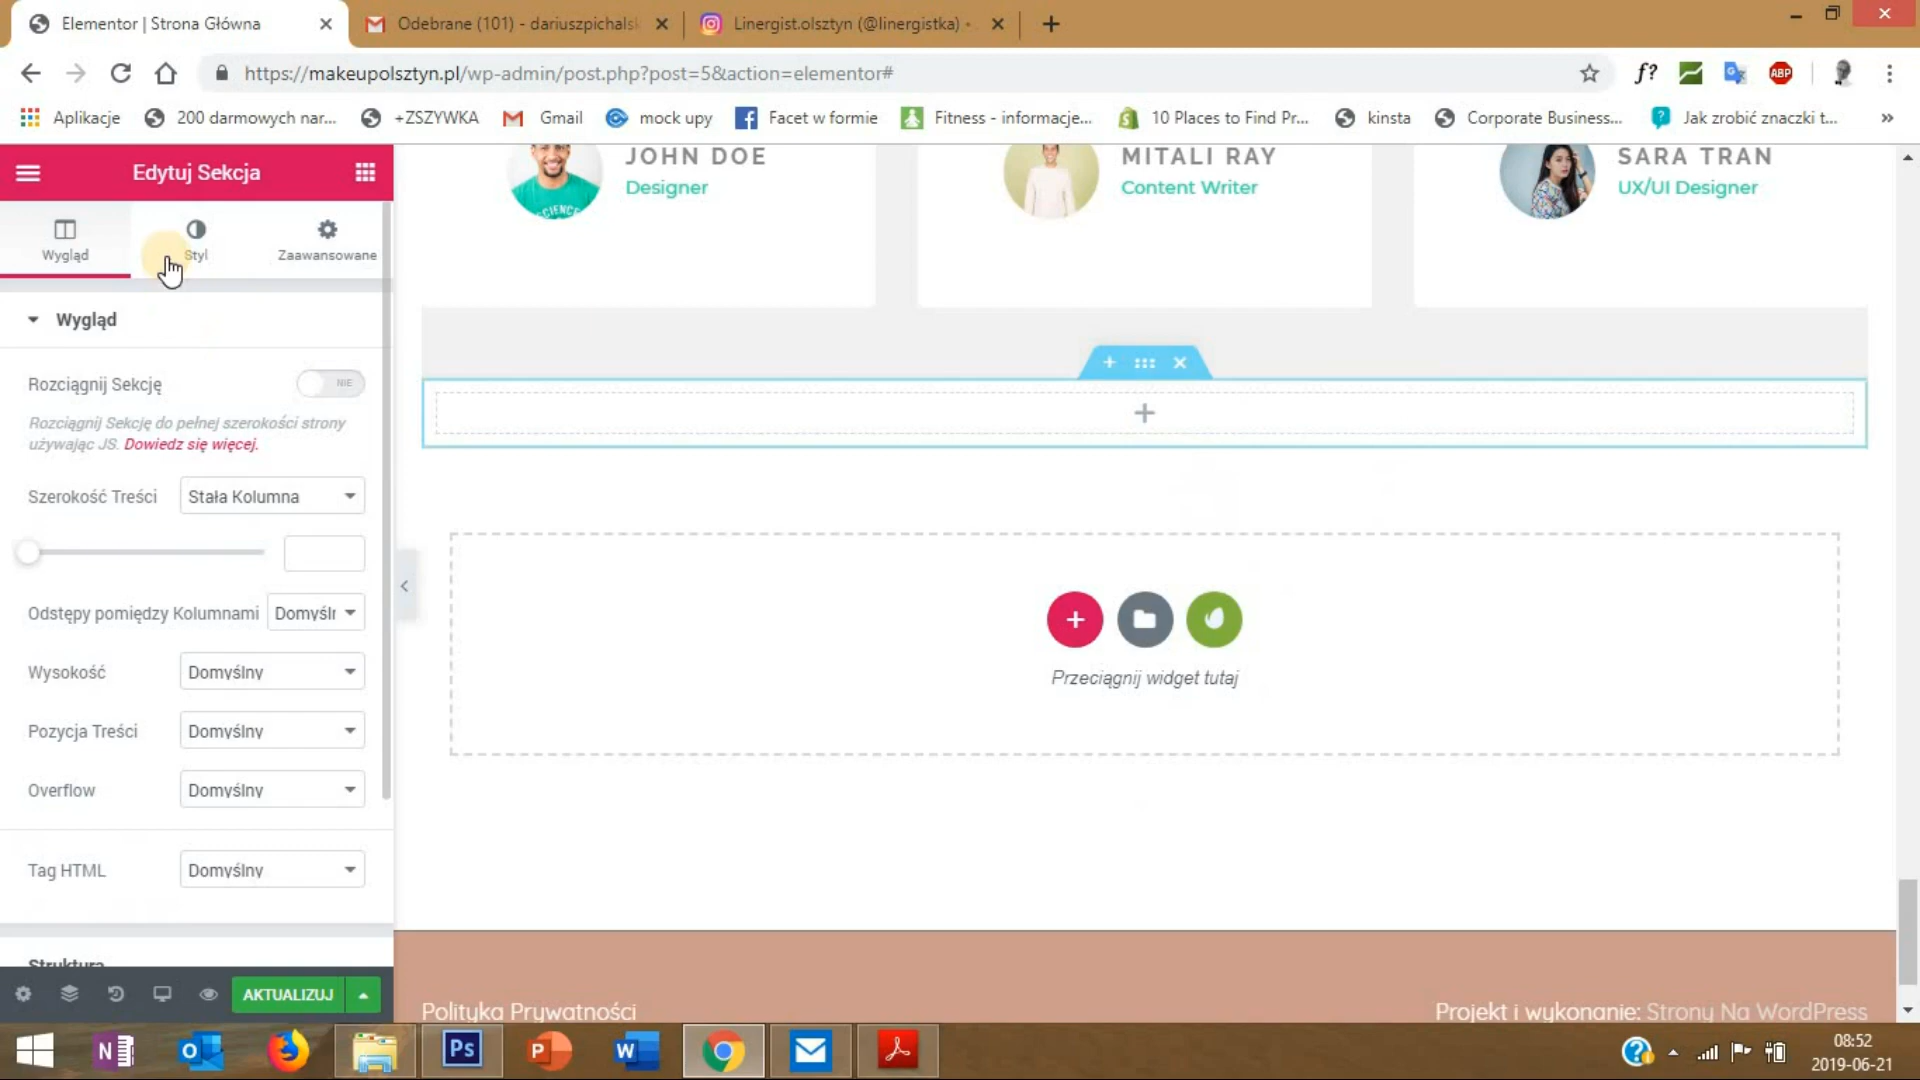 Elementor | Strona Główna
Odebrane (101) - dariuszpichalsk
Linergist.olsztyn (@linergistka) •
https://makeupolsztyn.pl/wp-admin/post.php?post=5&action=elementor#
f?
ABP
Aplikacje
200 darmowych nar...
+ZSZYWKA
Gmail
mock upy
Facet w formie
Fitness - informacje...
10 Places to Find Pr...
kinsta
Corporate Business...
Jak zrobić znaczki t...
»
Edytuj Sekcja
Wygląd
Styl
Zaawansowane
Wygląd
Rozciągnij Sekcję
NIE
Rozciągnij Sekcję do pełnej szerokości strony
używając JS. Dowiedz się więcej.
Szerokość Treści
Stała Kolumna
Odstępy pomiędzy Kolumnami
Domyślr
Wysokość
Domyślny
Pozycja Treści
Domyślny
Overflow
Domyślny
Tag HTML
Domyślny
Struktura
AKTUALIZUJ
JOHN DOE
Designer
SCIENCE
MITALI RAY
Content Writer
SARA TRAN
UX/UI Designer
Przeciągnij widget tutaj
Polityka Prywatności
Projekt i wykonanie: Strony Na WordPress
Ps
08:52
2019-06-21